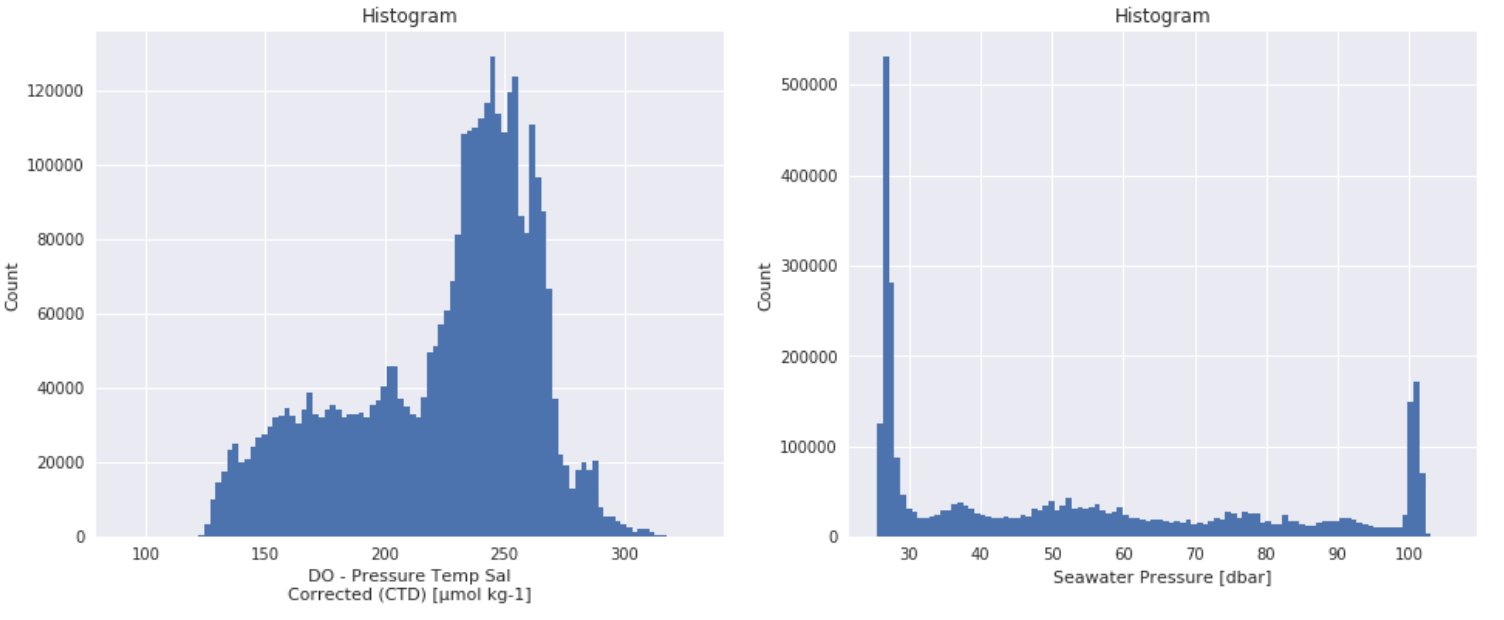 Histogram
Count
120000
100000
80000
60000
40000
20000
0
100 150 200 250 300
DO - Pressure Temp Sal
Corrected (CTD) [µmol kg-1]
Histogram
Count
500000
400000
300000
200000
100000
0
30 40 50 60 70 80 90 100
Seawater Pressure [dbar]